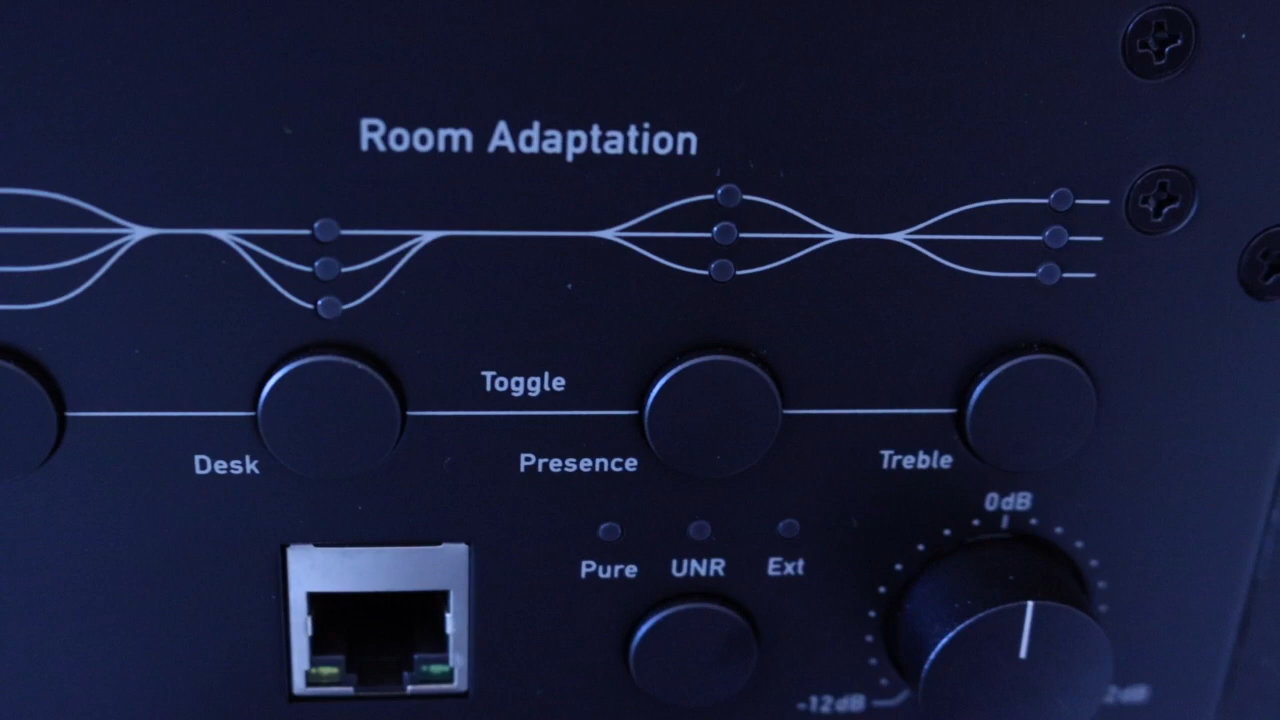 Room Adaptation
Toggle
Desk
Presence
Treble
0dB
Pure UNR Ext
-12dB